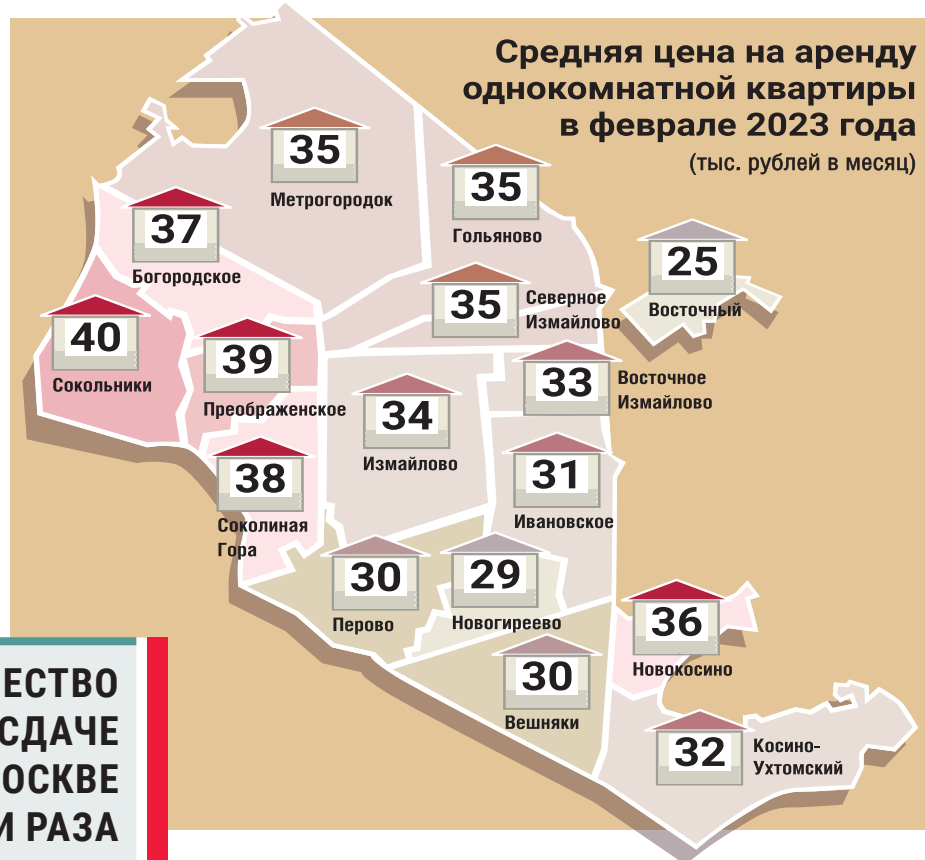 Средняя цена на аренду
однокомнатной квартиры
в феврале 2023 года
(тыс. рублей в месяц)
35
Метрогородок
35
Гольяново
37
Богородское
25
Восточный
35
Северное
Измайлово
40
Сокольники
39
Преображенское
33
Восточное
Измайлово
34
Измайлово
38
Соколиная
Гора
31
Ивановское
30
Перово
29
Новогиреево
36
Новокосино
30
Вешняки
32
Косино-
Ухтомский
ЕСТВО
СДАЧЕ
ОСКВЕ
И РАЗА